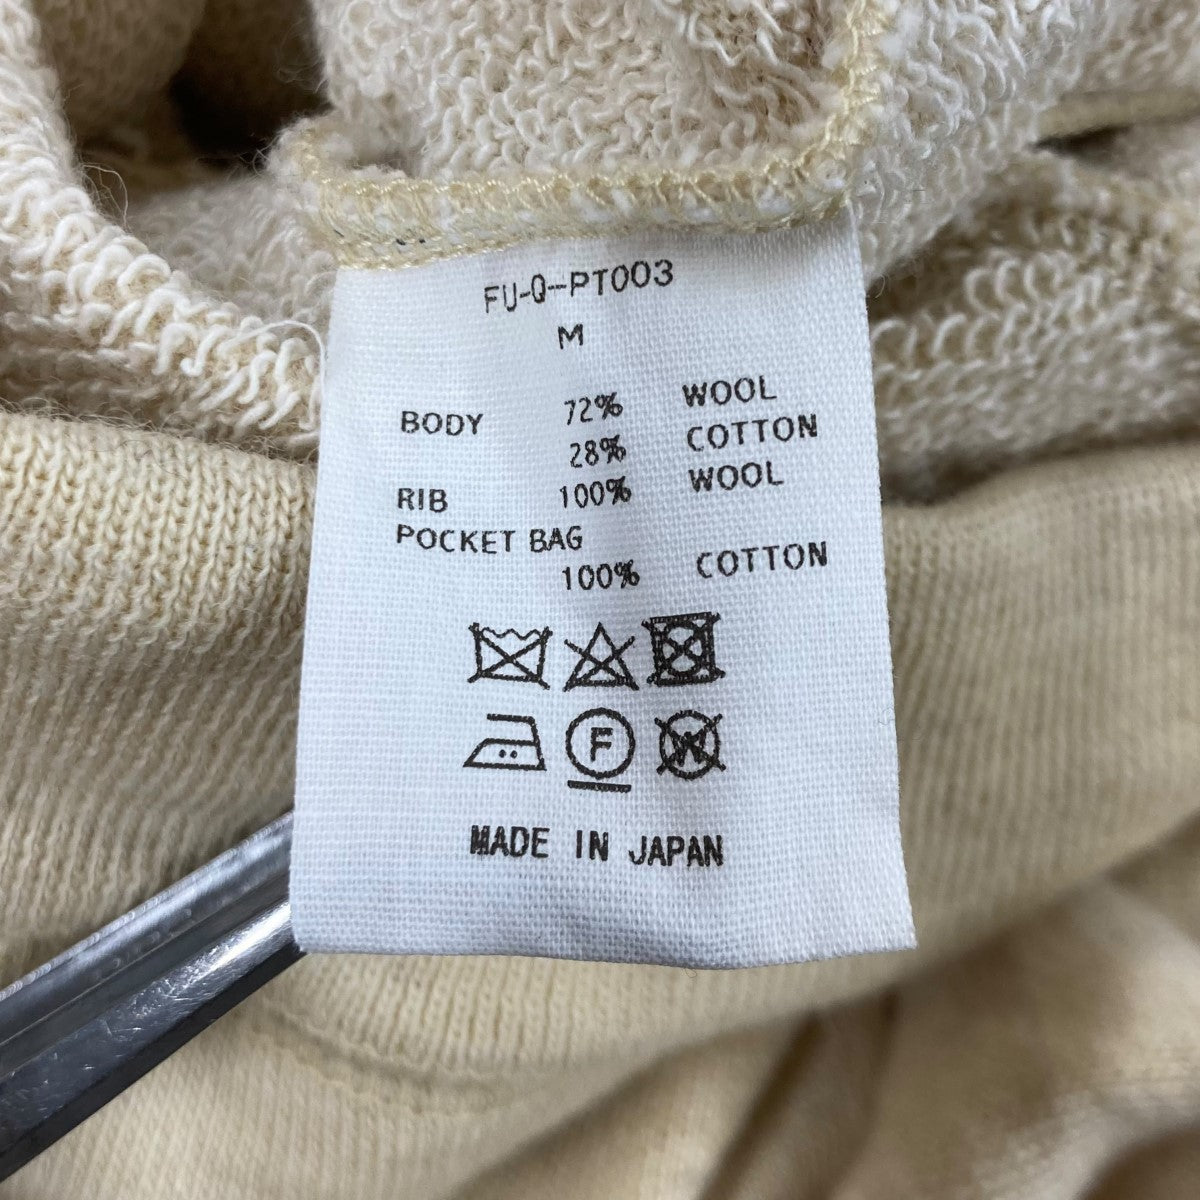 FU-Q--PT003
M
BODY 72% WOOL
28% COTTON
RIB 100% WOOL
POCKET BAG
100% COTTON
F W
MADE IN JAPAN